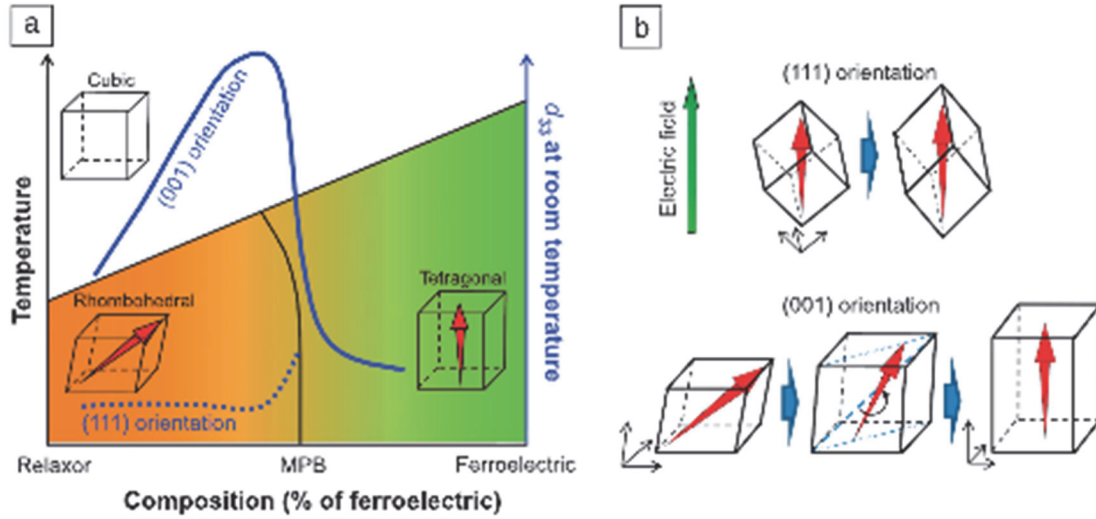 a
Cubic
(001) orientation
Temperature
d33 at room temperature
Rhombohedral
Tetragonal
(111) orientation
Relaxor
MPB
Ferroelectric
Composition (% of ferroelectric)
b
(111) orientation
Electric field
(001) orientation